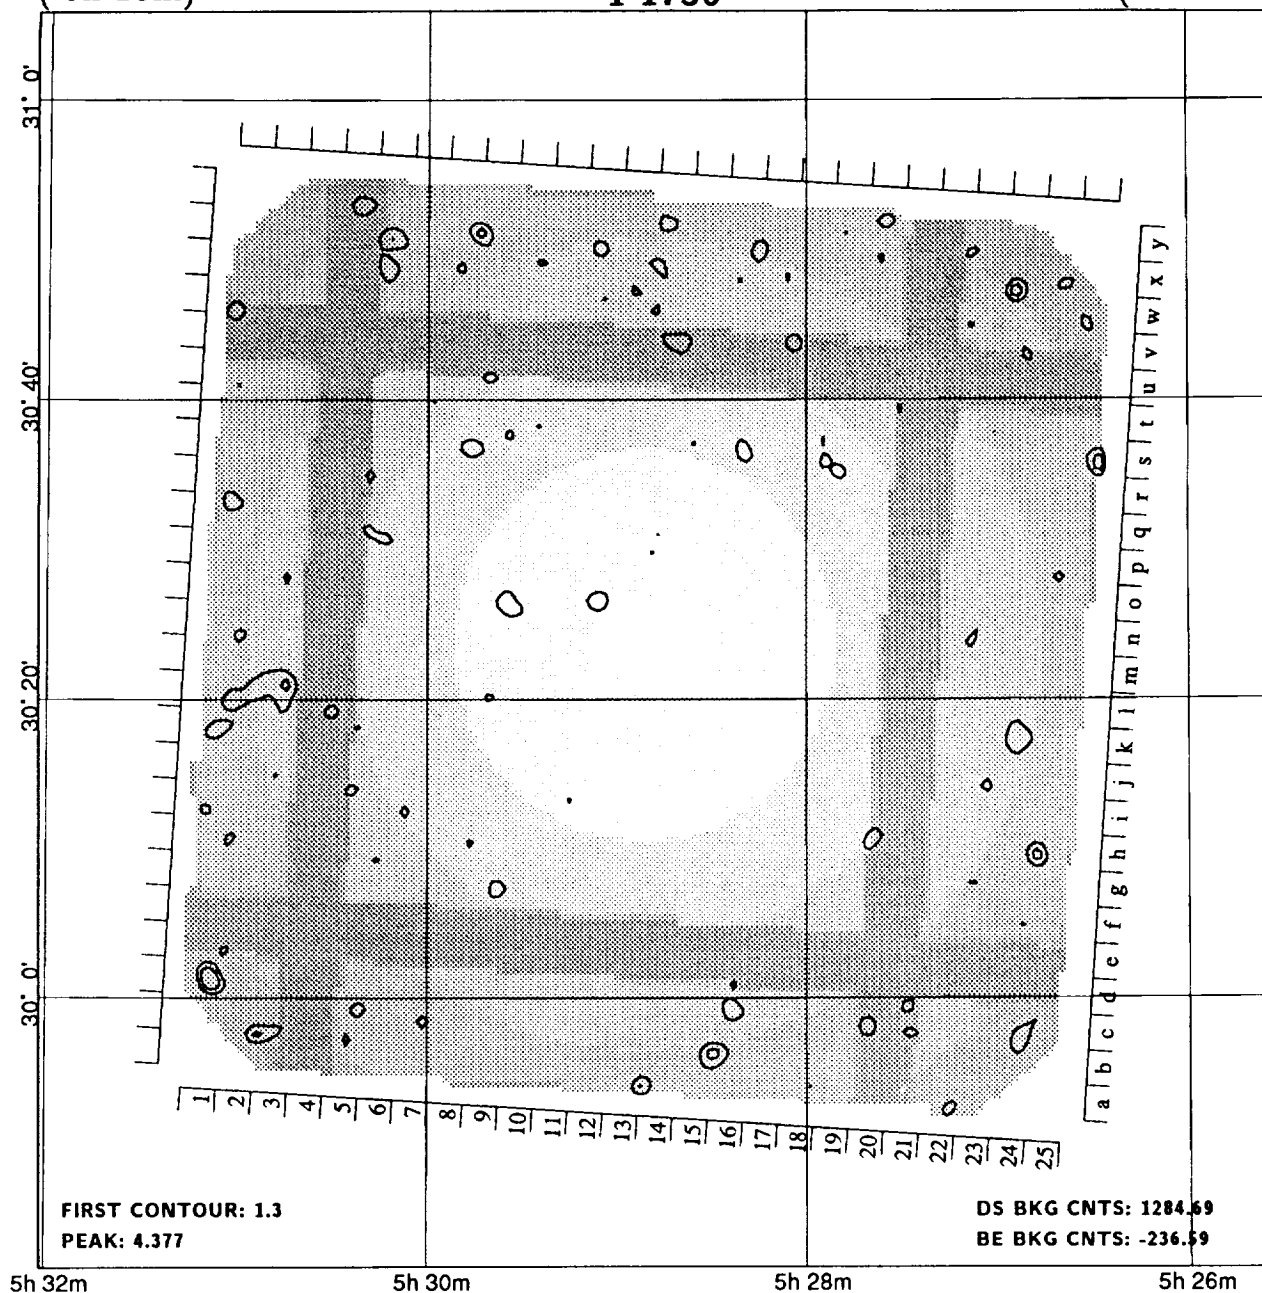 31° 0'
30° 40'
30° 20'
30° 0'
y
x
w
v
u
t
s
r
q
p
o
n
m
l
k
j
i
h
g
f
e
d
c
b
a
1 2 3 4 5 6 7 8 9 10 11 12 13 14 15 16 17 18 19 20 21 22 23 24 25
FIRST CONTOUR: 1.3
PEAK: 4.377
DS BKG CNTS: 1284.69
BE BKG CNTS: -236.59
5h 32m 5h 30m 5h 28m 5h 26m